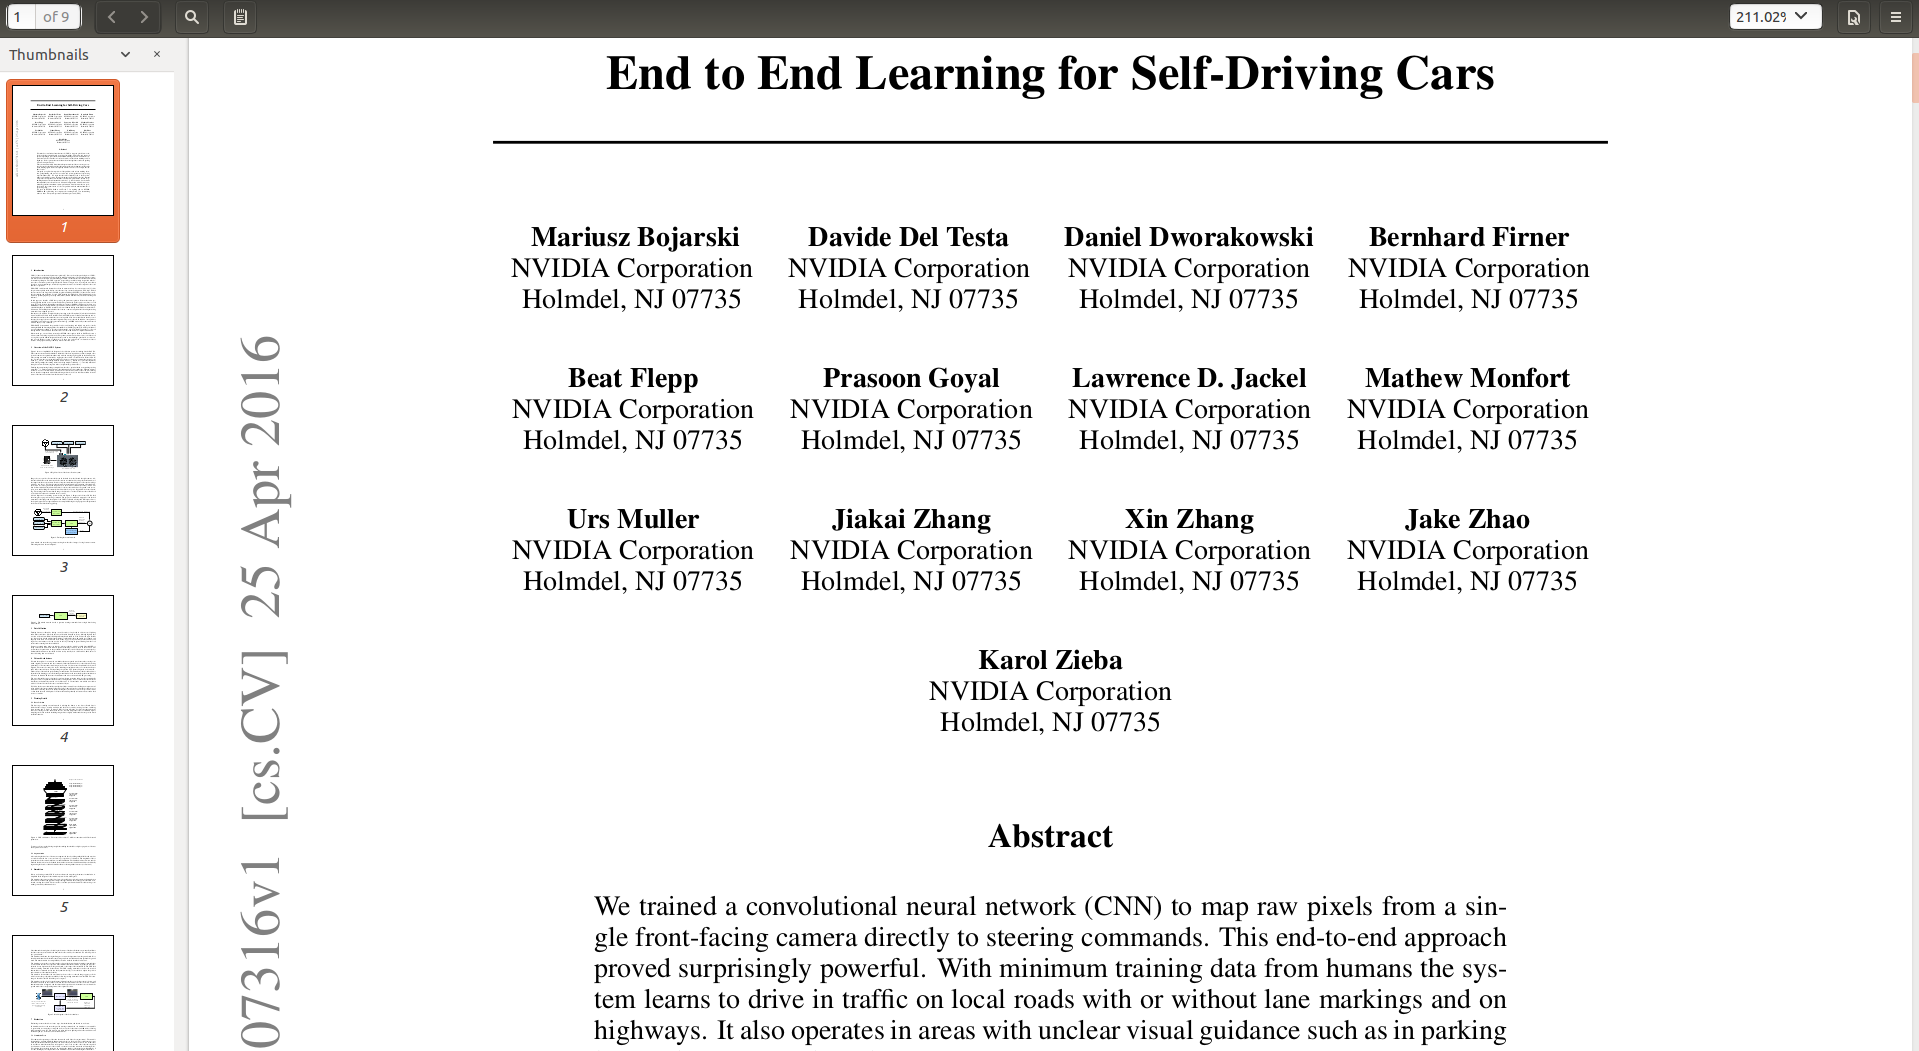 1 of 9
211.02%
Thumbnails
1
2
3
4
5
07316v1 [cs.CV] 25 Apr 2016
End to End Learning for Self-Driving Cars
Mariusz Bojarski Davide Del Testa Daniel Dworakowski Bernhard Firner
NVIDIA Corporation NVIDIA Corporation NVIDIA Corporation NVIDIA Corporation
Holmdel, NJ 07735 Holmdel, NJ 07735 Holmdel, NJ 07735 Holmdel, NJ 07735
Beat Flepp Prasoon Goyal Lawrence D. Jackel Mathew Monfort
NVIDIA Corporation NVIDIA Corporation NVIDIA Corporation NVIDIA Corporation
Holmdel, NJ 07735 Holmdel, NJ 07735 Holmdel, NJ 07735 Holmdel, NJ 07735
Urs Muller Jiakai Zhang Xin Zhang Jake Zhao
NVIDIA Corporation NVIDIA Corporation NVIDIA Corporation NVIDIA Corporation
Holmdel, NJ 07735 Holmdel, NJ 07735 Holmdel, NJ 07735 Holmdel, NJ 07735
Karol Zieba
NVIDIA Corporation
Holmdel, NJ 07735
Abstract
We trained a convolutional neural network (CNN) to map raw pixels from a sin-
gle front-facing camera directly to steering commands. This end-to-end approach
proved surprisingly powerful. With minimum training data from humans the sys-
tem learns to drive in traffic on local roads with or without lane markings and on
highways. It also operates in areas with unclear visual guidance such as in parking